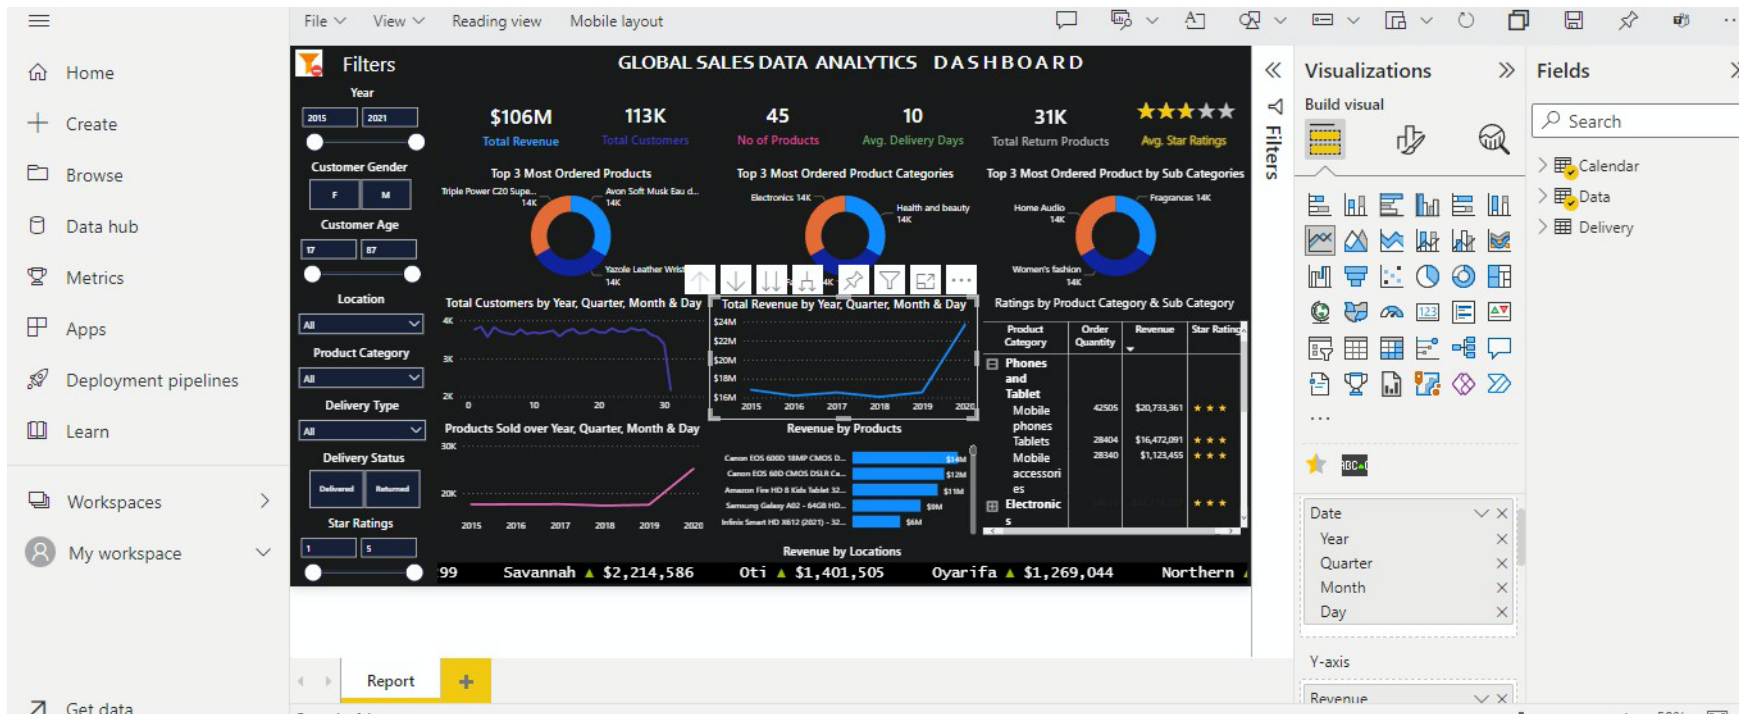 File View Reading view Mobile layout
Home
Create
Browse
Data hub
Metrics
Apps
Deployment pipelines
Learn
Workspaces
My workspace
Get data
Filters
Year
2015 2021
Customer Gender
F M
Customer Age
17 87
Location
All
Product Category
All
Delivery Type
All
Delivery Status
Delivered Returned
Star Ratings
1 5
GLOBAL SALES DATA ANALYTICS DASHBOARD
$106M 113K 45 10 31K
Total Revenue Total Customers No of Products Avg. Delivery Days Total Return Products Avg. Star Ratings
Top 3 Most Ordered Products
Triple Power C20 Supe... 14K
Avon Soft Musk Eau d... 14K
Yazole Leather Wris
14K
Top 3 Most Ordered Product Categories
Electronics 14K
Health and beauty
14K
4K
Top 3 Most Ordered Product by Sub Categories
Home Audio
14K
Fragrances 14K
Women's fashion
14K
Total Customers by Year, Quarter, Month & Day
4K
3K
2K
0 10 20 30
Total Revenue by Year, Quarter, Month & Day
$24M
$22M
$20M
$18M
$16M
2015 2016 2017 2018 2019 2020
Ratings by Product Category & Sub Category
Product Category Order Quantity Revenue Star Rating
Phones and Tablet
Mobile phones 42505 $20,733,361
Tablets 28404 $16,472,091
Mobile accessories 28340 $1,123,455
Electronics
Products Sold over Year, Quarter, Month & Day
30K
20K
2015 2016 2017 2018 2019 2020
Revenue by Products
Canon EOS 600D 18MP CMOS D... $14M
Canon EOS 60D CMOS DSLR Ca... $12M
Amazon Fire HD 8 Kids Tablet 32... $11M
Samsung Galaxy A02 - 64GB HD... $9M
Infinix Smart HD X612 (2021) - 32... $6M
Revenue by Locations
99 Savannah ▲ $2,214,586 Oti ▲ $1,401,505 Oyarifa ▲ $1,269,044 Northern
Report
Filters
Visualizations
Build visual
123
Date
Year
Quarter
Month
Day
Y-axis
Revenue
Fields
Search
Calendar
Data
Delivery